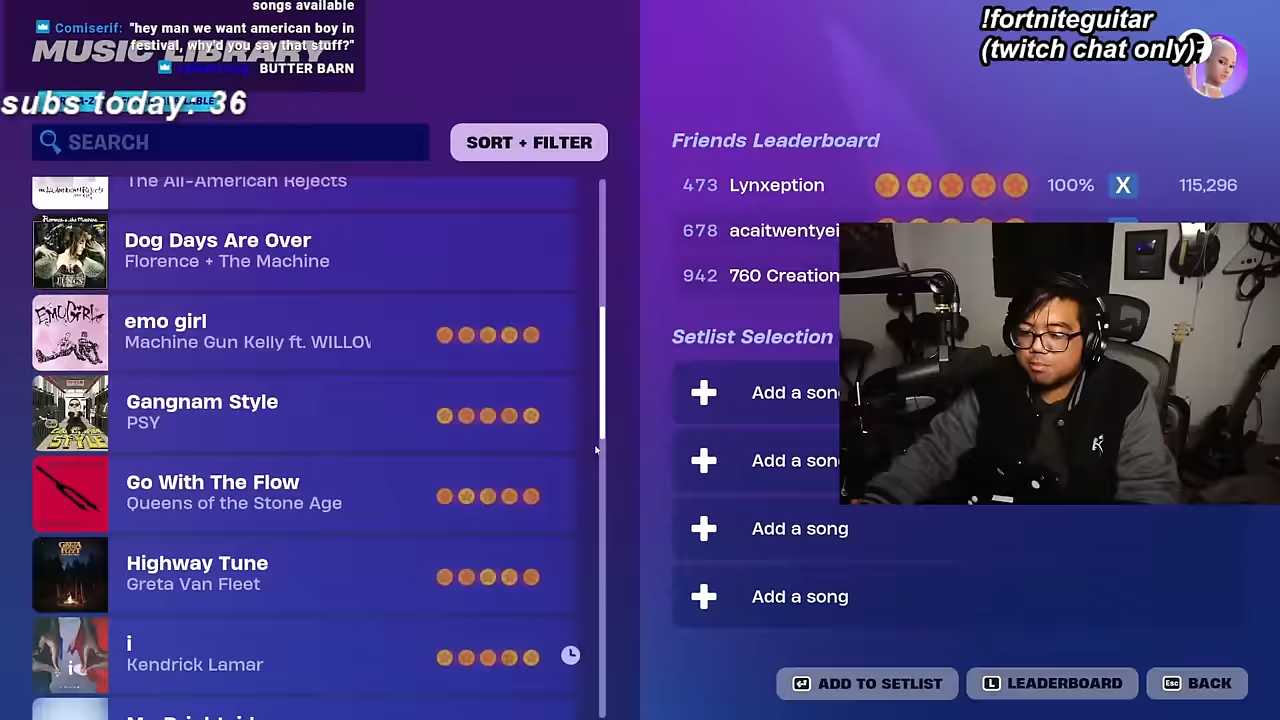 songs available
Comiserif: "hey man we want american boy in
festival, why'd you say that stuff?"
BUTTER BARN
MUSIC LIBRARY
subs today: 36
SEARCH
SORT + FILTER
The All-American Rejects
Dog Days Are Over
Florence + The Machine
emo girl
Machine Gun Kelly ft. WILLOW
Gangnam Style
PSY
Go With The Flow
Queens of the Stone Age
Highway Tune
Greta Van Fleet
i
Kendrick Lamar
!fortniteguitar
(twitch chat only)
Friends Leaderboard
473 Lynxeption 100% X 115,296
678 acaitwentyei
942 760 Creation
Setlist Selection
Add a son
Add a son
Add a song
Add a song
ADD TO SETLIST
L LEADERBOARD
Esc BACK